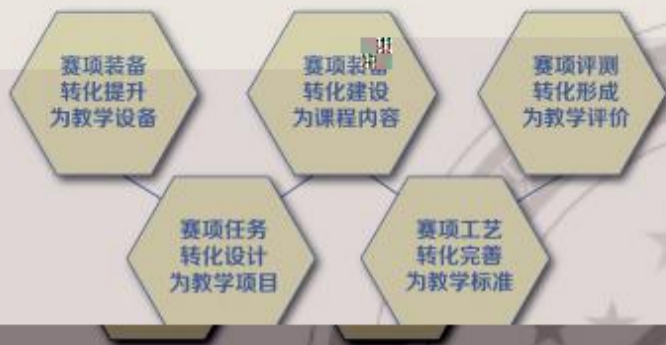 赛项装备
转化提升
为教学设备
赛项装备
转化建设
为课程内容
赛项评测
转化形成
为教学评价
赛项任务
转化设计
为教学项目
赛项工艺
转化完善
为教学标准